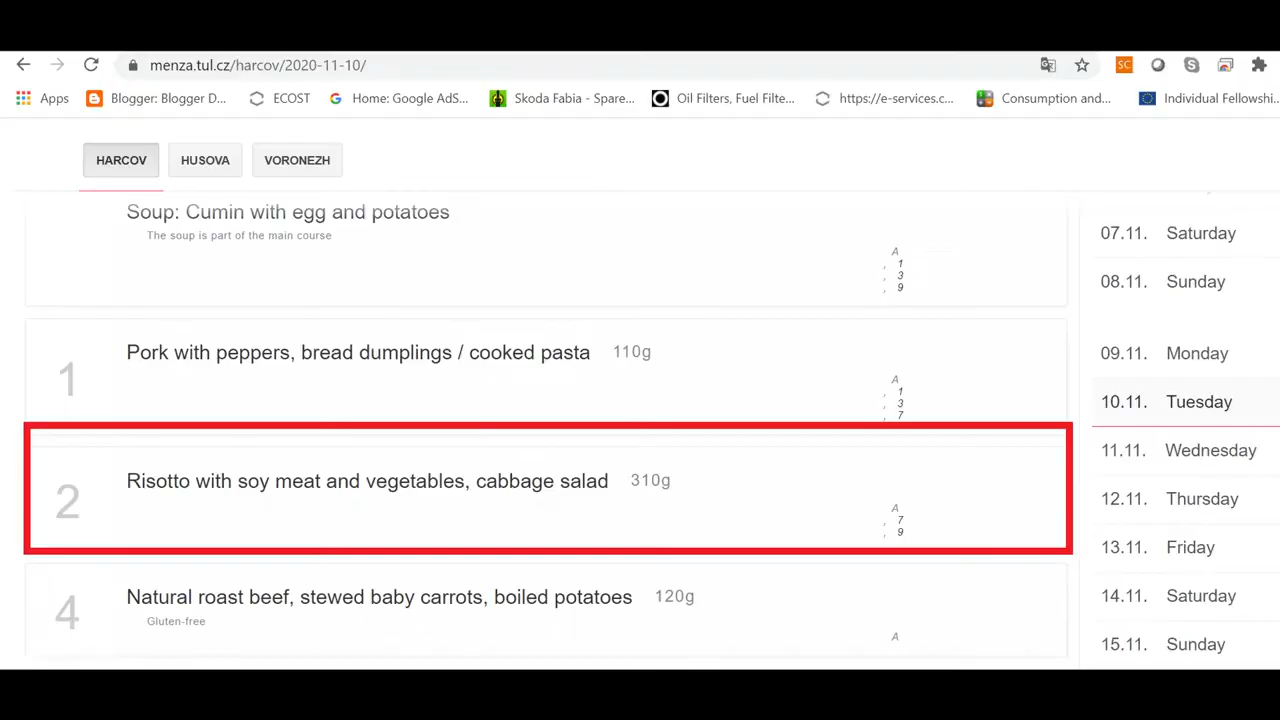 menza.tul.cz/harcov/2020-11-10/
SC
Apps Blogger: Blogger D... ECOST Home: Google AdS... Skoda Fabia - Spare... Oil Filters, Fuel Filte... https://e-services.c... Consumption and... Individual Fellowshi...
HARCOV HUSOVA VORONEZH
Soup: Cumin with egg and potatoes
The soup is part of the main course
A
, 1
, 3
, 9
1
Pork with peppers, bread dumplings / cooked pasta 110g
A
, 1
, 3
, 7
2
Risotto with soy meat and vegetables, cabbage salad 310g
A
, 7
, 9
4
Natural roast beef, stewed baby carrots, boiled potatoes 120g
Gluten-free
A
07.11. Saturday
08.11. Sunday
09.11. Monday
10.11. Tuesday
11.11. Wednesday
12.11. Thursday
13.11. Friday
14.11. Saturday
15.11. Sunday